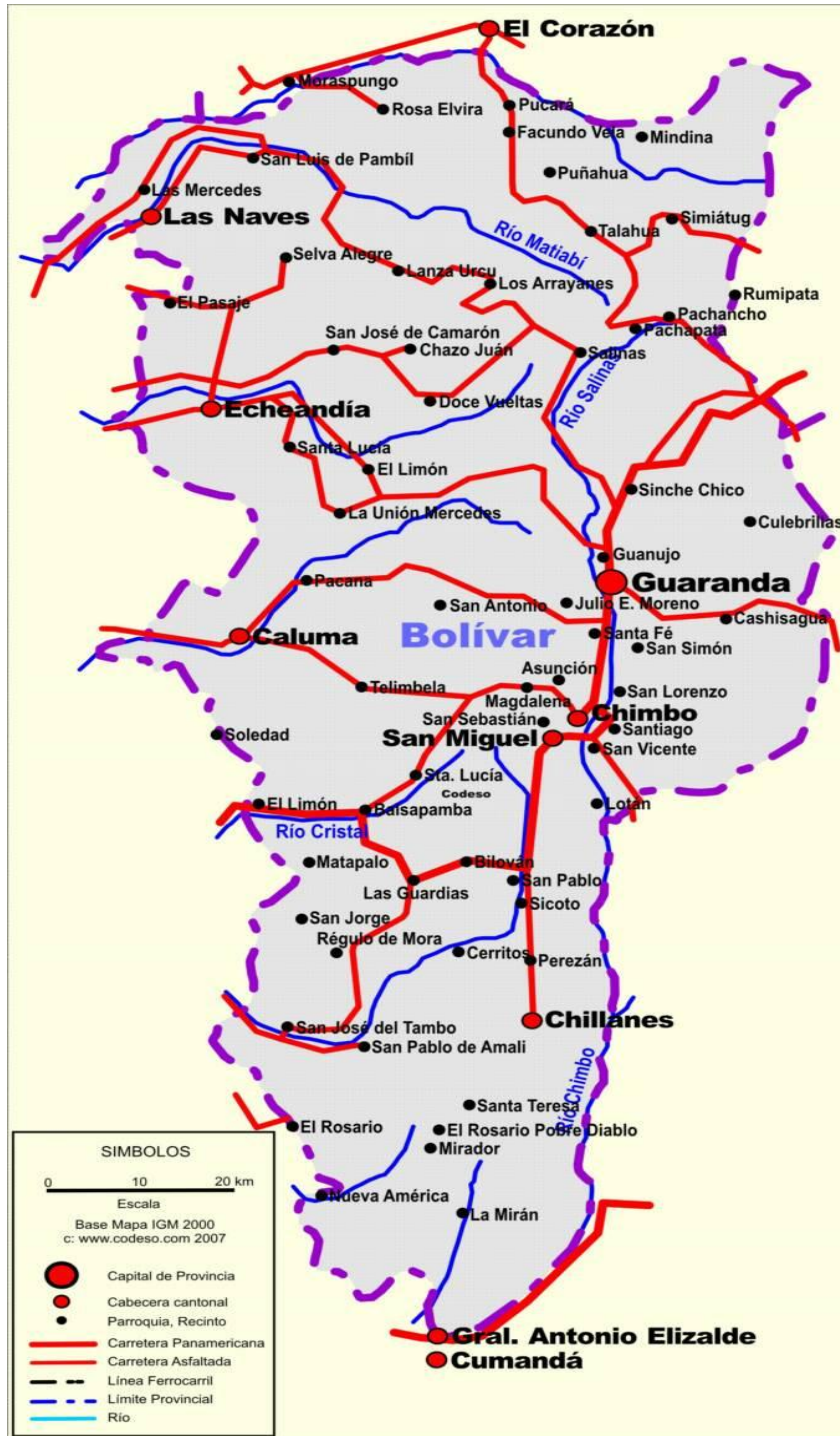 El Corazón
Moraspungo
Rosa Elvira
Pucará
Facundo Vela
Mindina
San Luis de Pambíl
Puñahua
Las Mercedes
Las Naves
Simiátug
Talahua
Río Matiabí
Selva Alegre
Lanza Urcu
Los Arrayanes
El Pasaje
Rumipata
Pachancho
Pachapata
San José de Camarón
Chazo Juán
Salinas
Río Salinas
Echeandía
Doce Vueltas
Santa Lucía
El Limón
Sinche Chico
La Unión Mercedes
Culebrillas
Guanujo
Pacana
Guaranda
San Antonio
Julio E. Moreno
Cashisagua
Caluma
Bolívar
Santa Fé
San Simón
Asunción
Telimbela
Magdalena
San Lorenzo
San Sebastián
Chimbo
Soledad
San Miguel
Santiago
San Vicente
Sta. Lucía
Codeso
El Limón
Balsapamba
Lotán
Río Cristal
Matapalo
Bilován
Las Guardias
San Pablo
Sicoto
San Jorge
Régulo de Mora
Cerritos
Perezán
San José del Tambo
Chillanes
San Pablo de Amali
Río Chimbo
Santa Teresa
El Rosario
El Rosario Pobre Diablo
Mirador
Nueva América
La Mirán
Gral. Antonio Elizalde
Cumandá
SIMBOLOS
0 10 20 km
Escala
Base Mapa IGM 2000
c: www.codeso.com 2007
Capital de Provincia
Cabecera cantonal
Parroquia, Recinto
Carretera Panamericana
Carretera Asfaltada
Línea Ferrocarril
Límite Provincial
Río